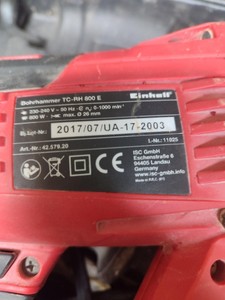 Bohrhammer TC-RH 800 E
Einhell
230-240 V ~ 50 Hz n₀ 0-1000 min⁻¹
800 W max. Ø 26 mm
2017/07/UA-17-2003
Art.-Nr.: 42.579.20
I.-Nr.: 11025
ISC GmbH
Eschenstraße 6
94405 Landau
Germany
www.isc-gmbh.info